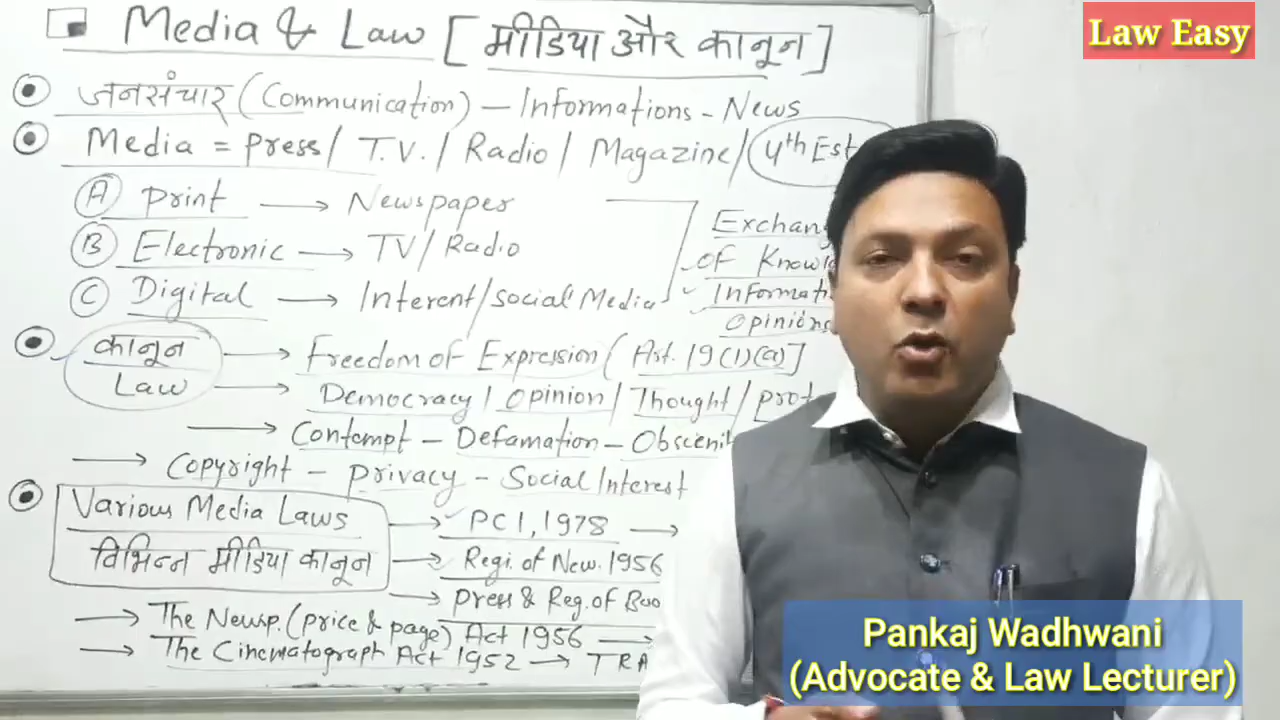 Media & Law [मीडिया और कानून]
Law Easy
जनसंचार (Communication) — Informations - News
Media = press / T.V. / Radio / Magazine / 4th Est
A Print → Newspaper
B Electronic → TV / Radio
C Digital → Interent / social Media
Exchan
of Knowl
Informati
Opinions
कानून
Law
→ Freedom of Expression ( Art. 19 (1)(a)]
→ Democracy / Opinion / Thought / prot
→ Contempt – Defamation – Obscenit
→ Copyright – privacy – Social Interest
Various Media Laws
विभिन्न मीडिया कानून
→ PCI, 1978 →
→ Regi. of New. 1956
→ press & Reg. of Boo
→ The Newsp. (price & page) Act 1956 →
→ The Cinematograph Act 1952 → TRA
Pankaj Wadhwani
(Advocate & Law Lecturer)